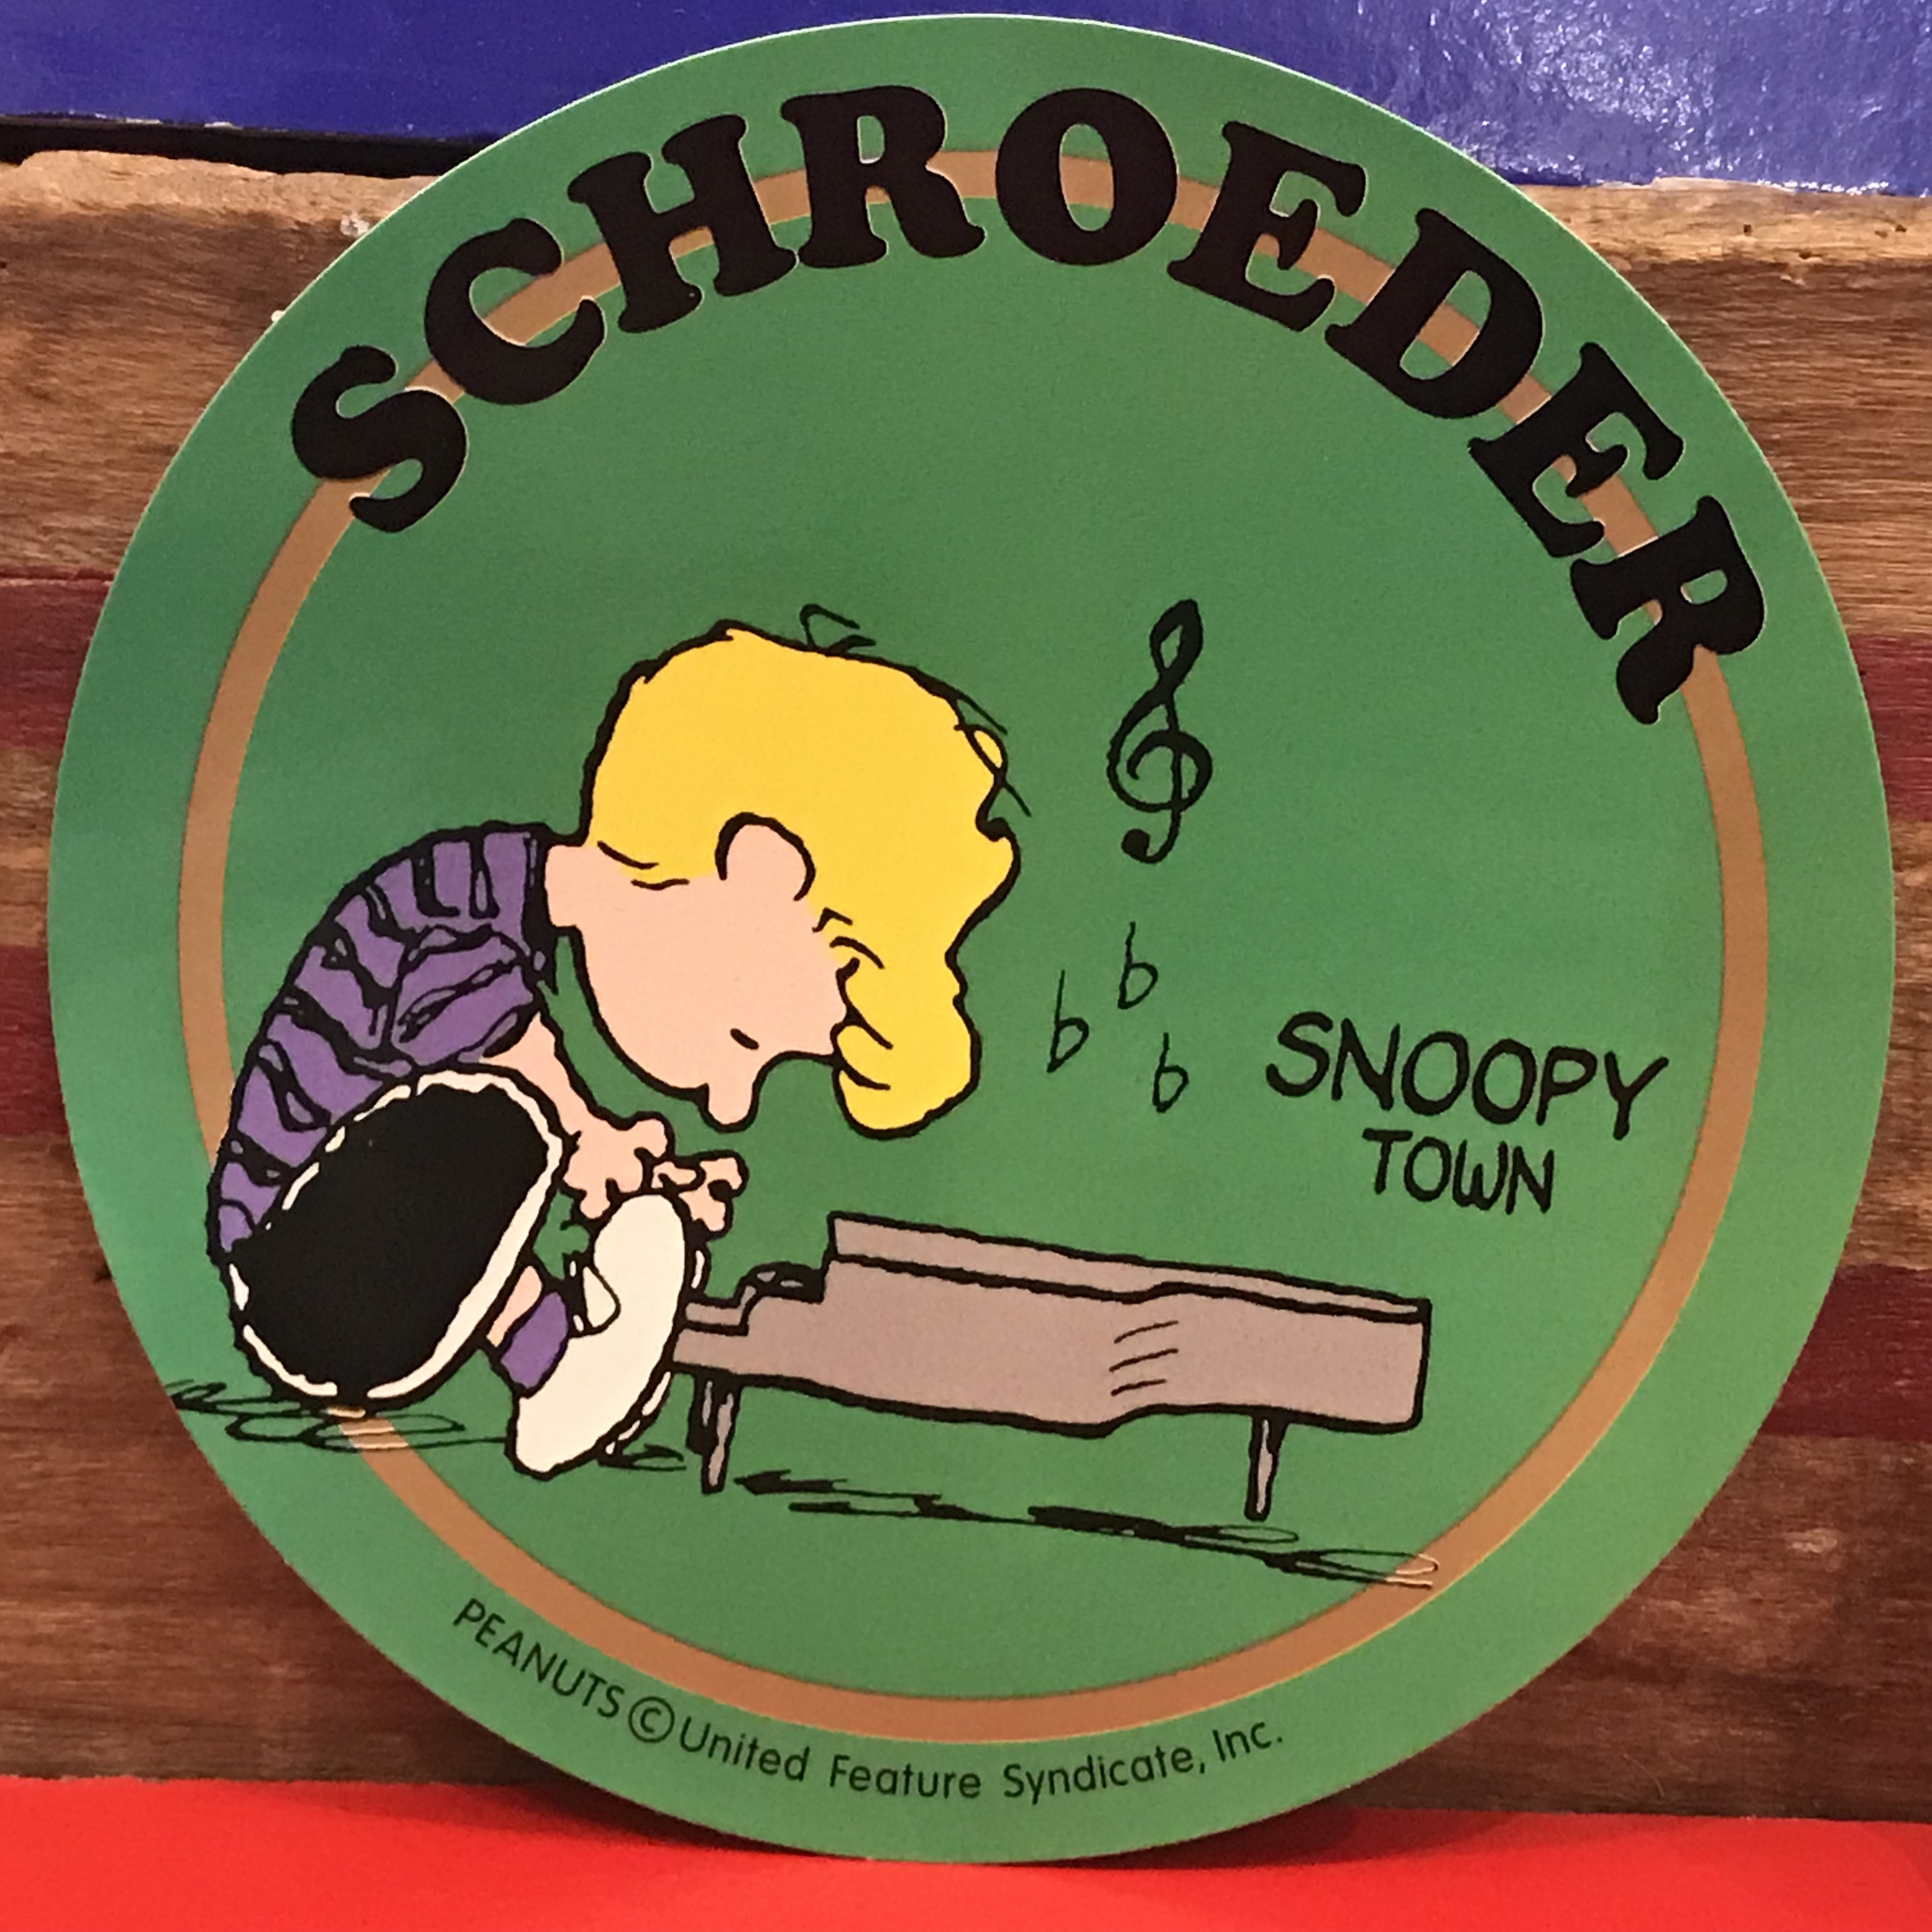 SCHROEDER
SNOOPY
TOWN
PEANUTS © United Feature Syndicate, Inc.